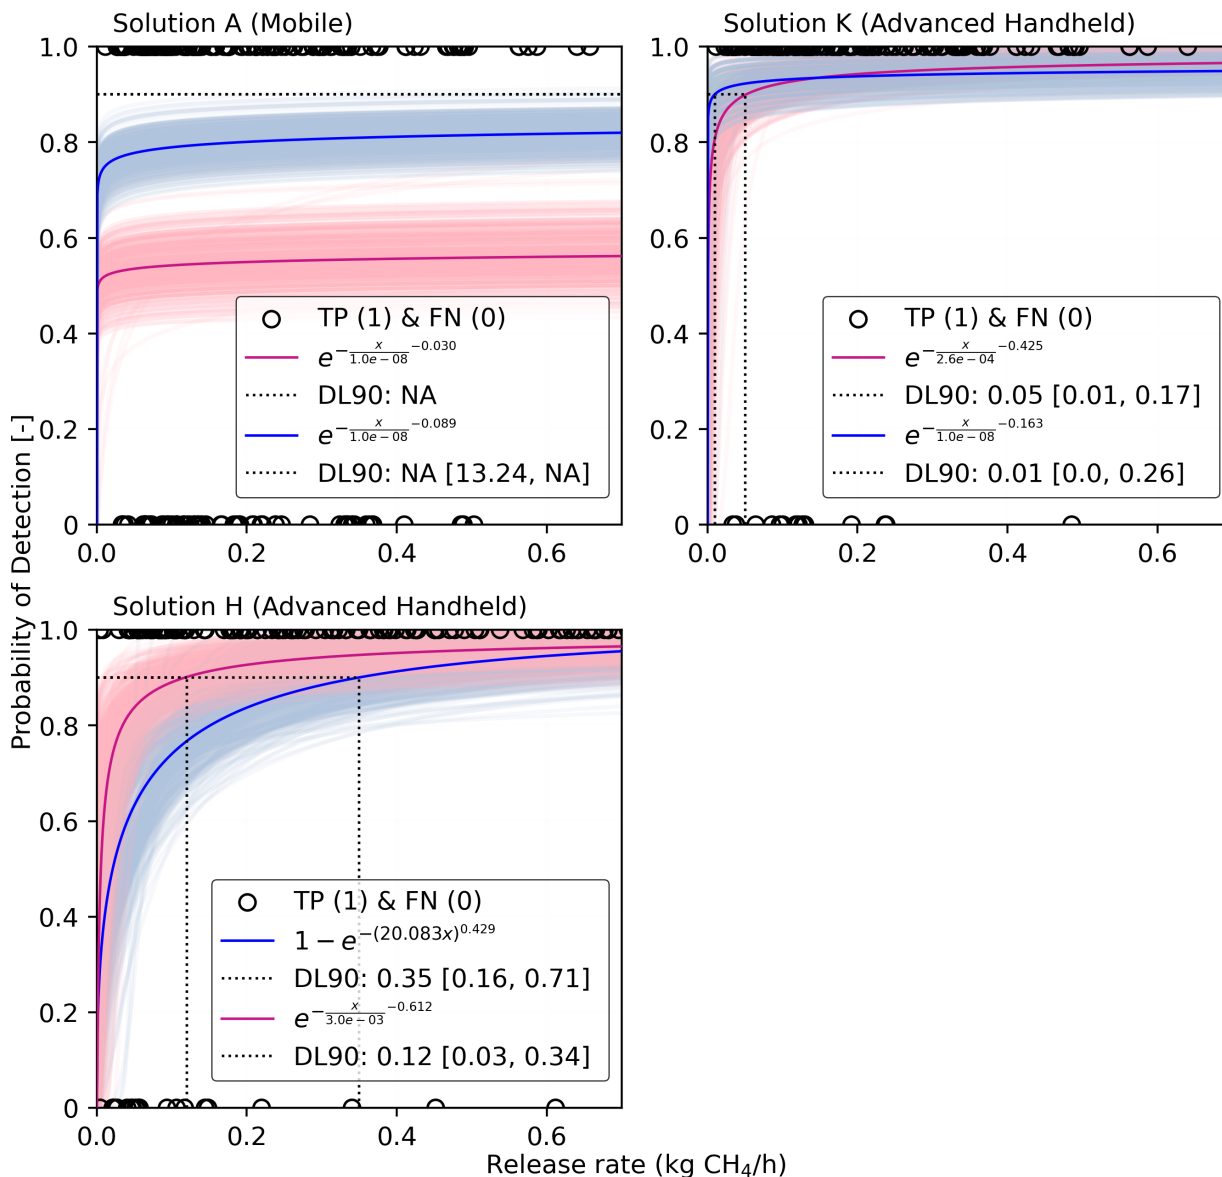 Solution A (Mobile)
1.0
0.8
0.6
0.4
0.2
0
0.0 0.2 0.4 0.6
TP (1) & FN (0)
e^{-\frac{x}{1.0e-08}^{-0.030}}
DL90: NA
e^{-\frac{x}{1.0e-08}^{-0.089}}
DL90: NA [13.24, NA]
Solution K (Advanced Handheld)
1.0
0.8
0.6
0.4
0.2
0
0.0 0.2 0.4 0.6
TP (1) & FN (0)
e^{-\frac{x}{2.6e-04}^{-0.425}}
DL90: 0.05 [0.01, 0.17]
e^{-\frac{x}{1.0e-08}^{-0.163}}
DL90: 0.01 [0.0, 0.26]
Probability of Detection [-]
Solution H (Advanced Handheld)
1.0
0.8
0.6
0.4
0.2
0
0.0 0.2 0.4 0.6
TP (1) & FN (0)
1 − e^{-(20.083x)^{0.429}}
DL90: 0.35 [0.16, 0.71]
e^{-\frac{x}{3.0e-03}^{-0.612}}
DL90: 0.12 [0.03, 0.34]
Release rate (kg CH₄/h)